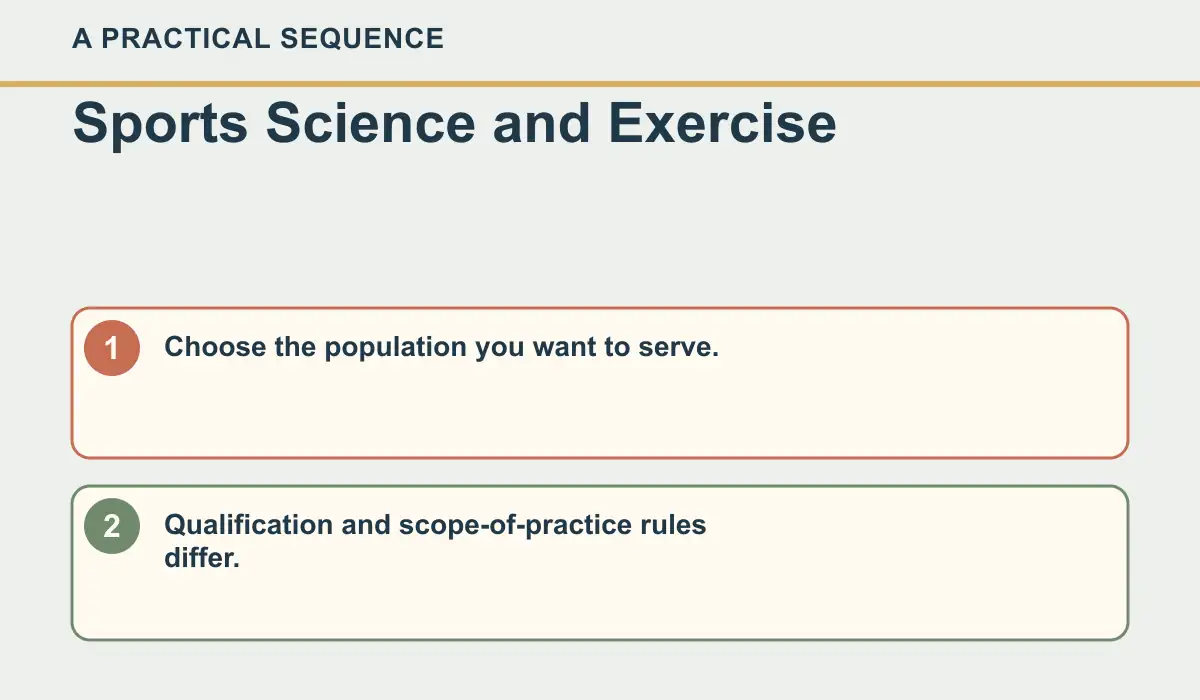 A PRACTICAL SEQUENCE
Sports Science and Exercise
1
Choose the population you want to serve.
2
Qualification and scope-of-practice rules
differ.